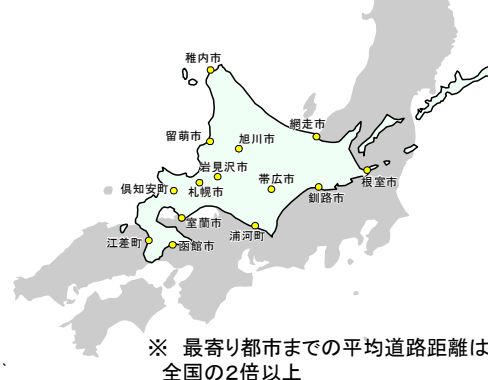 稚内市
網走市
留萌市
旭川市
岩見沢市
倶知安町
札幌市
帯広市
釧路市
根室市
室蘭市
浦河町
江差町
函館市
※ 最寄り都市までの平均道路距離は
全国の2倍以上
、